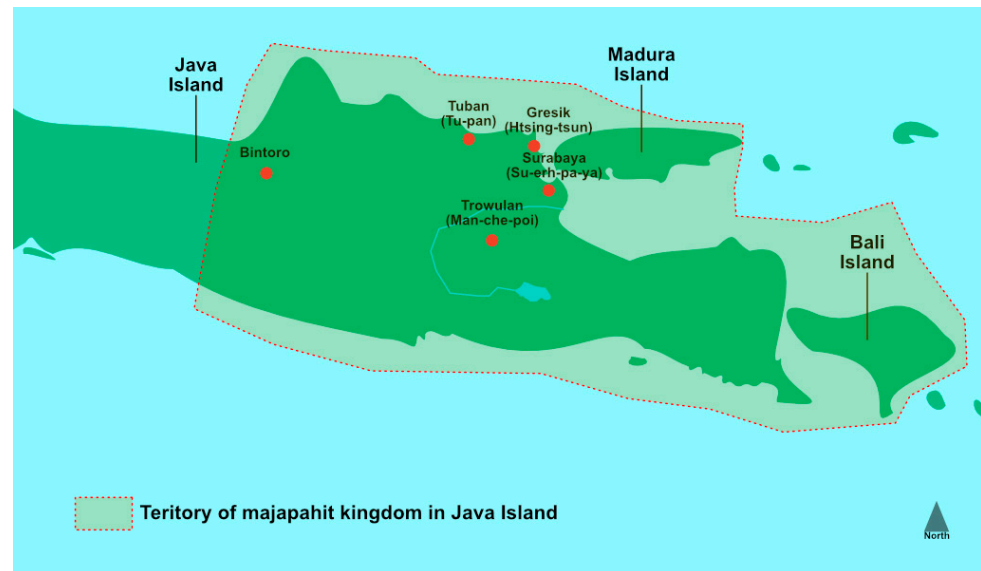 Java
Island
Madura
Island
Tuban
(Tu-pan)
Gresik
(Htsing-tsun)
Bintoro
Surabaya
(Su-erh-pa-ya)
Trowulan
(Man-che-poi)
Bali
Island
Teritory of majapahit kingdom in Java Island
North